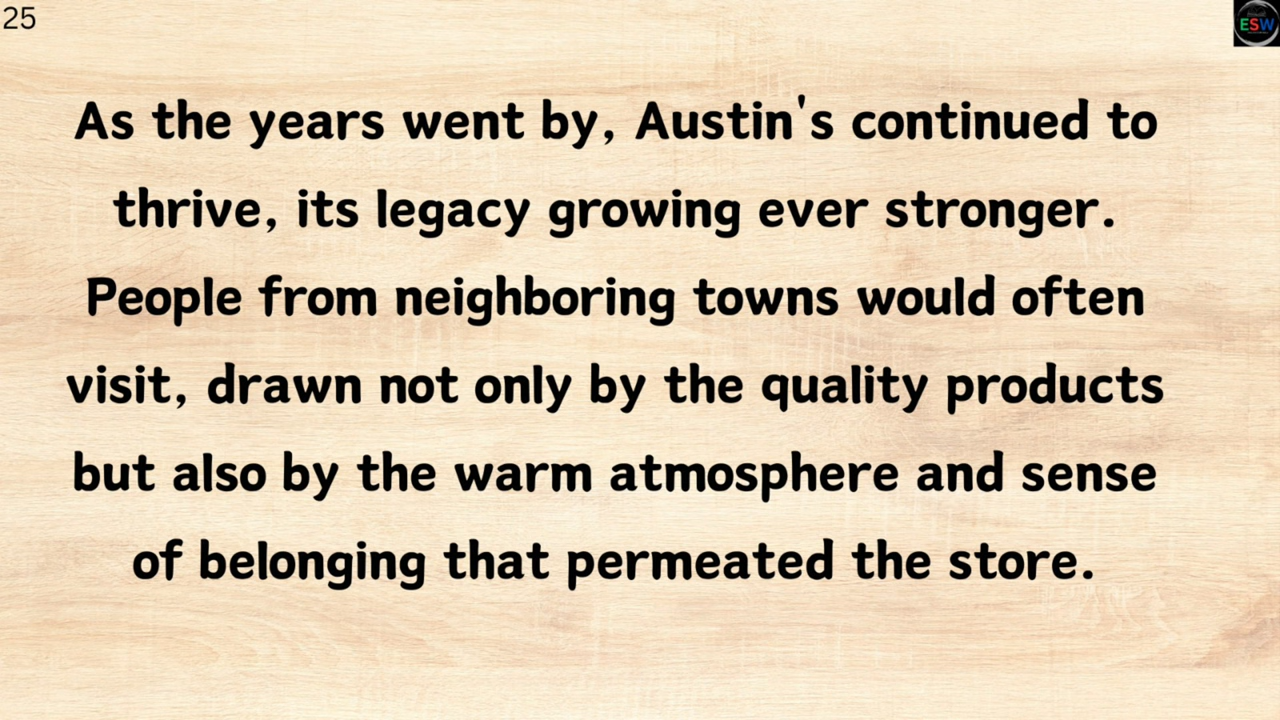 25
ESW
As the years went by, Austin's continued to
thrive, its legacy growing ever stronger.
People from neighboring towns would often
visit, drawn not only by the quality products
but also by the warm atmosphere and sense
of belonging that permeated the store.